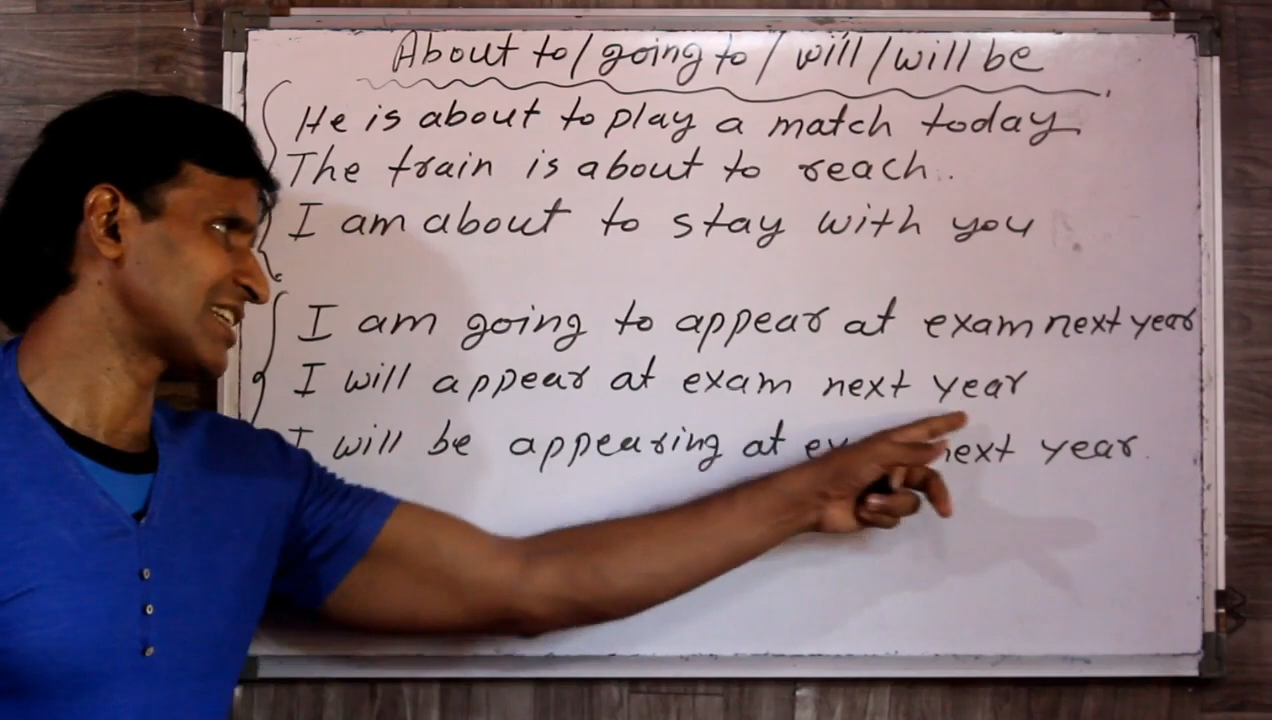 About to/going to/will/will be
He is about to play a match today.
The train is about to reach.
I am about to stay with you
I am going to appear at exam next year
I will appear at exam next year
I will be appearing at next year.